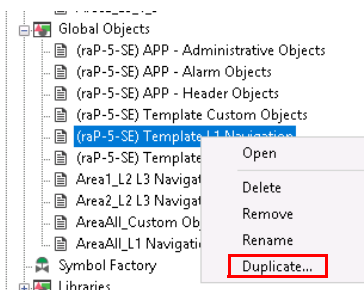 Global Objects
(raP-5-SE) APP - Administrative Objects
(raP-5-SE) APP - Alarm Objects
(raP-5-SE) APP - Header Objects
(raP-5-SE) Template Custom Objects
(raP-5-SE) Template L1 Navigation
(raP-5-SE) Template
Area1_L2 L3 Navigat
Area2_L2 L3 Navigat
AreaAll_Custom Ob
AreaAll_L1 Navigati
Symbol Factory
Libraries
Open
Delete
Remove
Rename
Duplicate...